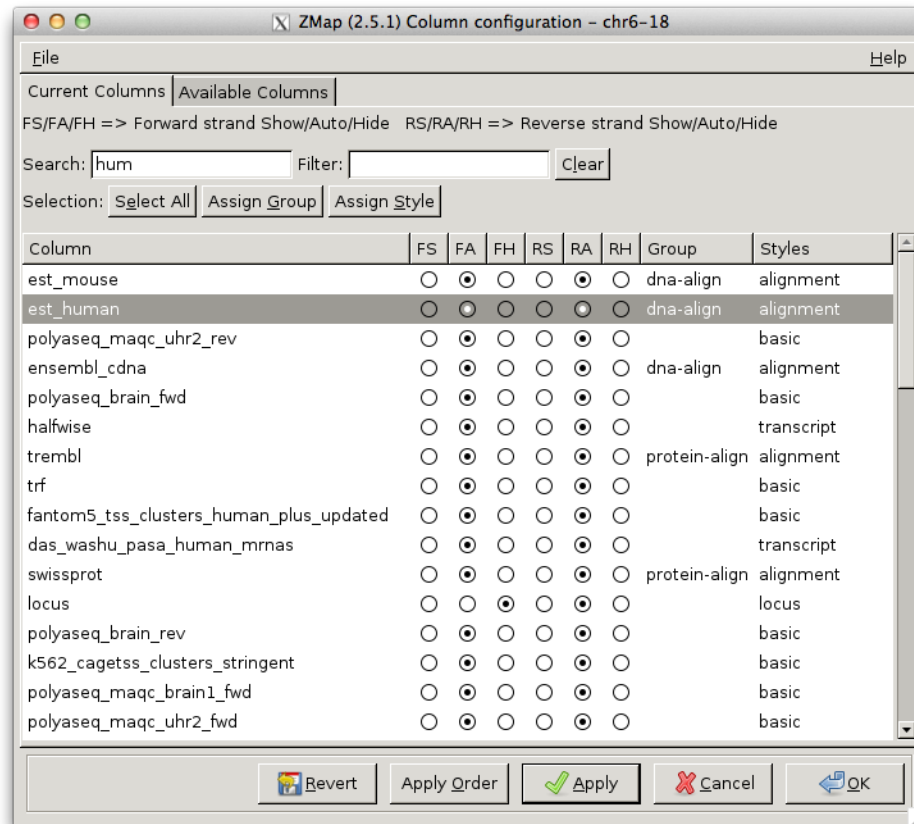 ZMap (2.5.1) Column configuration – chr6–18
File Help
Current Columns Available Columns
FS/FA/FH => Forward strand Show/Auto/Hide RS/RA/RH => Reverse strand Show/Auto/Hide
Search: hum Filter: Clear
Selection: Select All Assign Group Assign Style
Column FS FA FH RS RA RH Group Styles
est_mouse dna-align alignment
est_human dna-align alignment
polyaseq_maqc_uhr2_rev basic
ensembl_cdna dna-align alignment
polyaseq_brain_fwd basic
halfwise transcript
trembl protein-align alignment
trf basic
fantom5_tss_clusters_human_plus_updated basic
das_washu_pasa_human_mrnas transcript
swissprot protein-align alignment
locus locus
polyaseq_brain_rev basic
k562_cagetss_clusters_stringent basic
polyaseq_maqc_brain1_fwd basic
polyaseq_maqc_uhr2_fwd basic
Revert Apply Order Apply Cancel OK